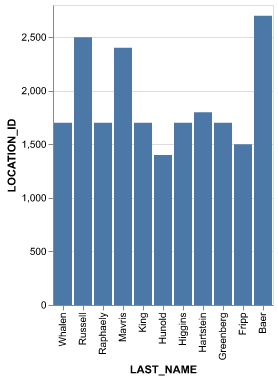 2,500
2,000
1,500
1,000
500
0
LOCATION_ID
Whalen
Russell
Raphaely
Mavris
King
Hunold
Higgins
Hartstein
Greenberg
Fripp
Baer
LAST_NAME